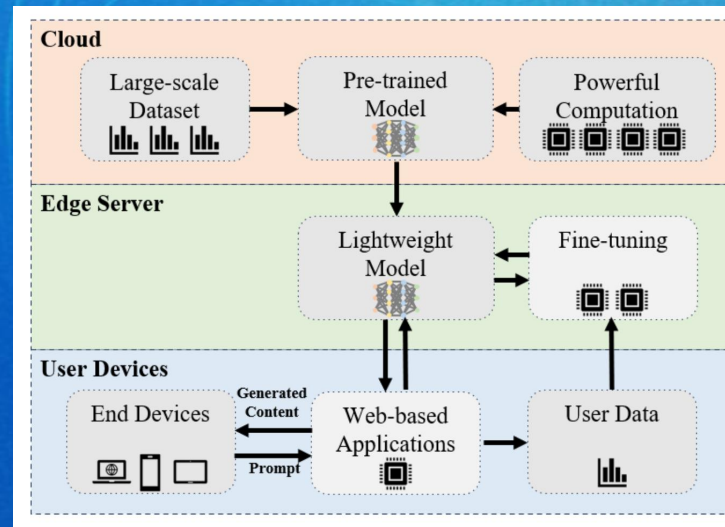 Cloud
Large-scale
Dataset
Pre-trained
Model
Powerful
Computation
Edge Server
Lightweight
Model
Fine-tuning
User Devices
End Devices
Generated
Content
Prompt
Web-based
Applications
User Data